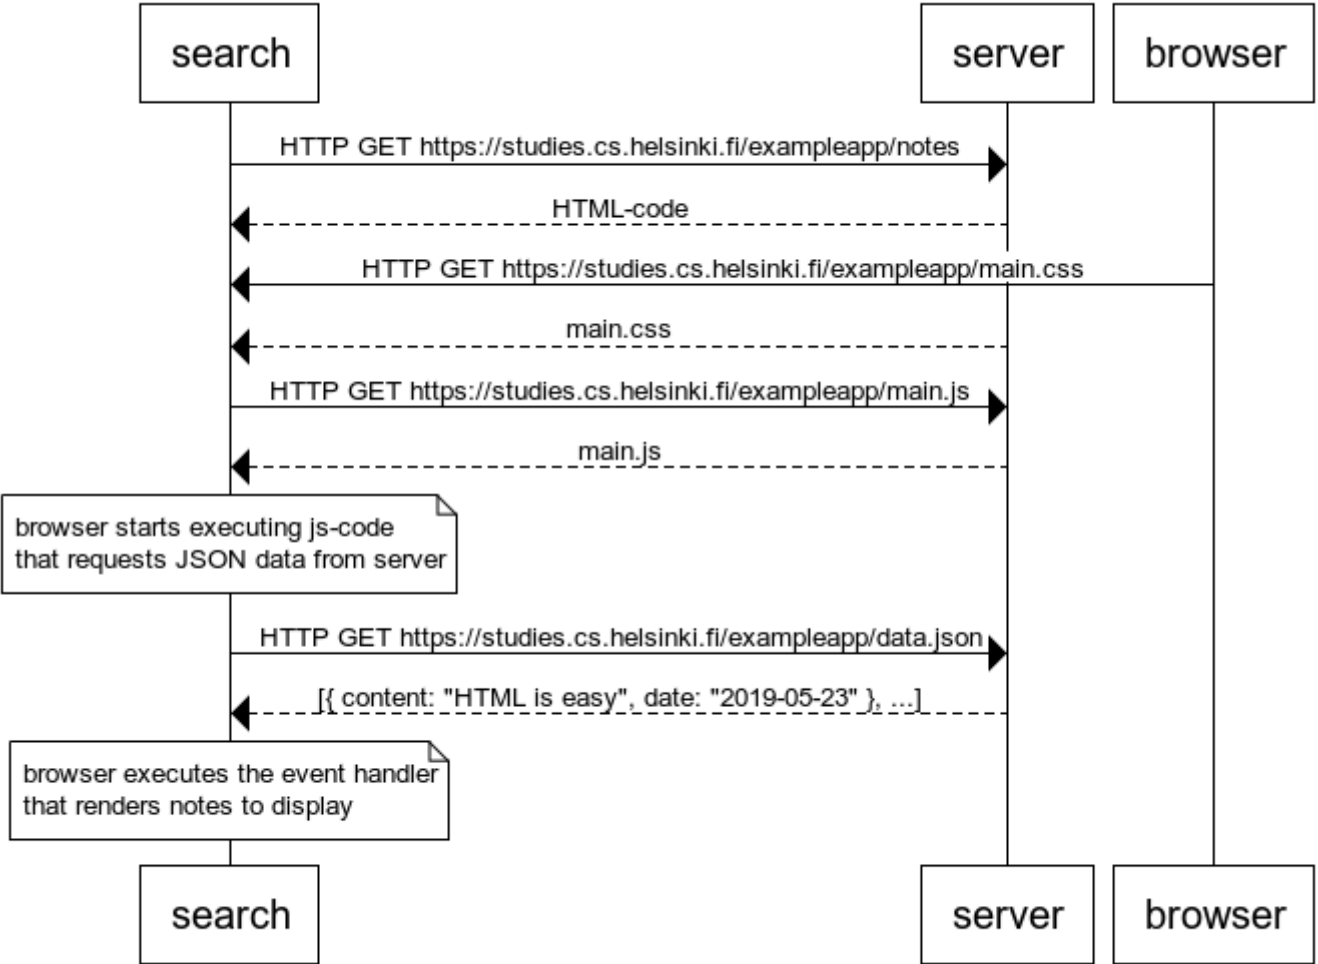 search
server
browser
HTTP GET https://studies.cs.helsinki.fi/exampleapp/notes
HTML-code
HTTP GET https://studies.cs.helsinki.fi/exampleapp/main.css
main.css
HTTP GET https://studies.cs.helsinki.fi/exampleapp/main.js
main.js
browser starts executing js-code
that requests JSON data from server
HTTP GET https://studies.cs.helsinki.fi/exampleapp/data.json
[{ content: "HTML is easy", date: "2019-05-23" }, ...]
browser executes the event handler
that renders notes to display
search
server
browser